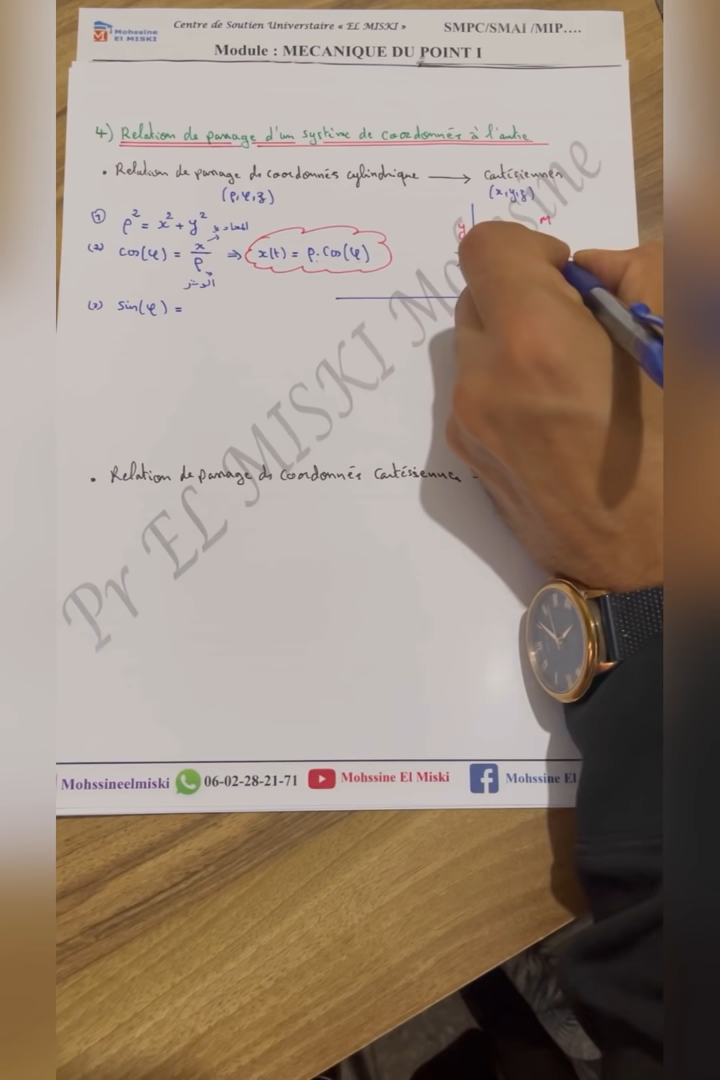 Mohssine
El MISKI
Centre de Soutien Universtaire « EL MISKI »
SMPC/SMAI /MIP….
Module : MECANIQUE DU POINT I
4) Relation de passage d'un système de coordonnés à l'autre
• Relation de passage de coordonnés cylindrique ⟶ Cartésiennes
(ρ, φ, z) (x, y, z)
(1) ρ² = x² + y²
y M
(2) cos(φ) = x/ρ ⇒ x(t) = ρ. Cos(φ)
الوتر
(3) sin(φ) =
• Relation de passage de coordonnés Cartésiennes
Pr EL MISKI Mohssine
Mohssineelmiski 06-02-28-21-71 Mohssine El Miski Mohssine El